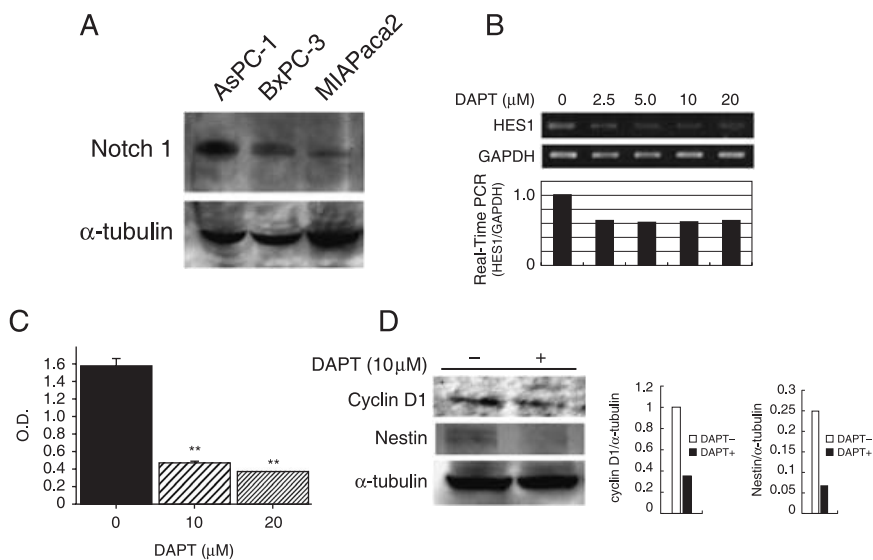 A
AsPC-1
BxPC-3
MIAPaca2
Notch 1
α-tubulin
B
DAPT (μM) 0 2.5 5.0 10 20
HES1
GAPDH
Real-Time PCR
(HES1/GAPDH)
1.0
0
C
O.D.
1.6
1.4
1.2
1.0
0.8
0.6
0.4
0.2
0
**
**
0 10 20
DAPT (μM)
D
DAPT (10μM) − +
Cyclin D1
Nestin
α-tubulin
cyclin D1/α-tubulin
1.2
1
0.8
0.6
0.4
0.2
0
DAPT−
DAPT+
Nestin/α-tubulin
0.3
0.25
0.2
0.15
0.1
0.05
0
DAPT−
DAPT+